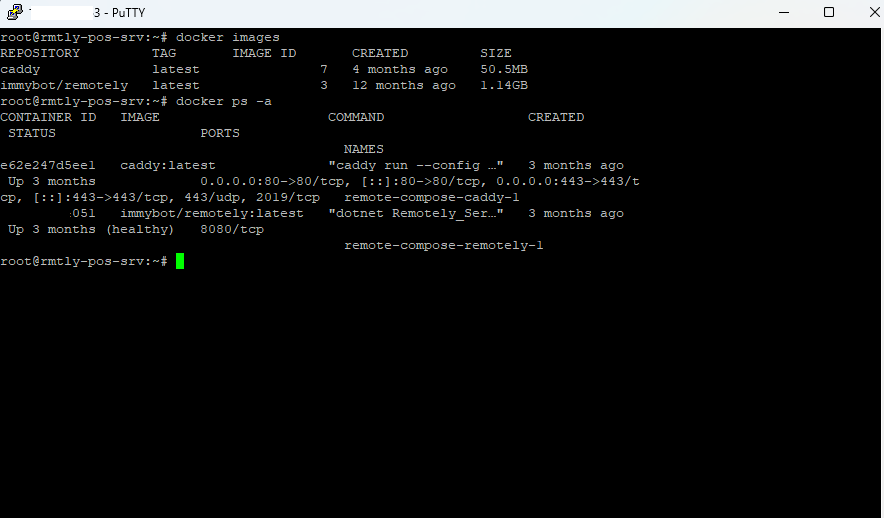 3 - PuTTY
root@rmtly-pos-srv:~# docker images
REPOSITORY TAG IMAGE ID CREATED SIZE
caddy latest 7 4 months ago 50.5MB
immybot/remotely latest 3 12 months ago 1.14GB
root@rmtly-pos-srv:~# docker ps -a
CONTAINER ID IMAGE COMMAND CREATED
STATUS PORTS
NAMES
e62e247d5ee1 caddy:latest "caddy run --config …" 3 months ago
Up 3 months 0.0.0.0:80->80/tcp, [::]:80->80/tcp, 0.0.0.0:443->443/t
cp, [::]:443->443/tcp, 443/udp, 2019/tcp remote-compose-caddy-1
051 immybot/remotely:latest "dotnet Remotely_Ser…" 3 months ago
Up 3 months (healthy) 8080/tcp
remote-compose-remotely-1
root@rmtly-pos-srv:~#